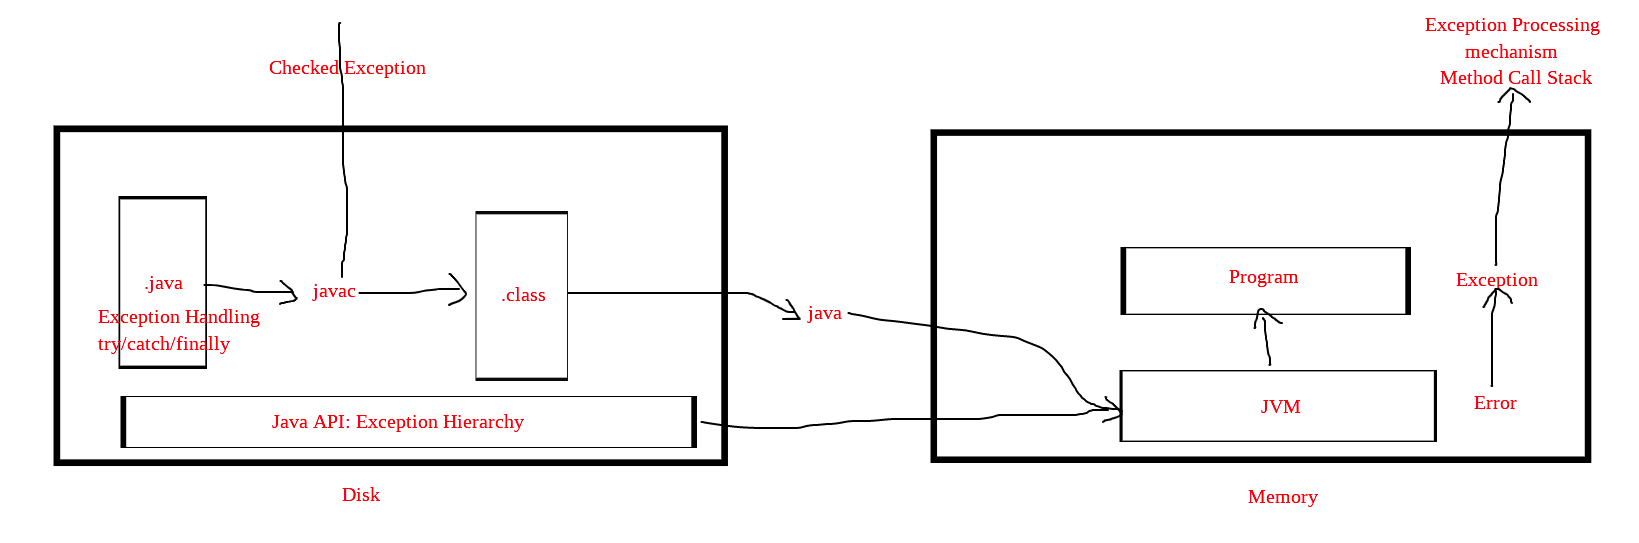 Exception Processing
mechanism
Method Call Stack
Checked Exception
.java
javac
.class
Exception Handling
try/catch/finally
java
Program
Exception
Java API: Exception Hierarchy
JVM
Error
Disk
Memory